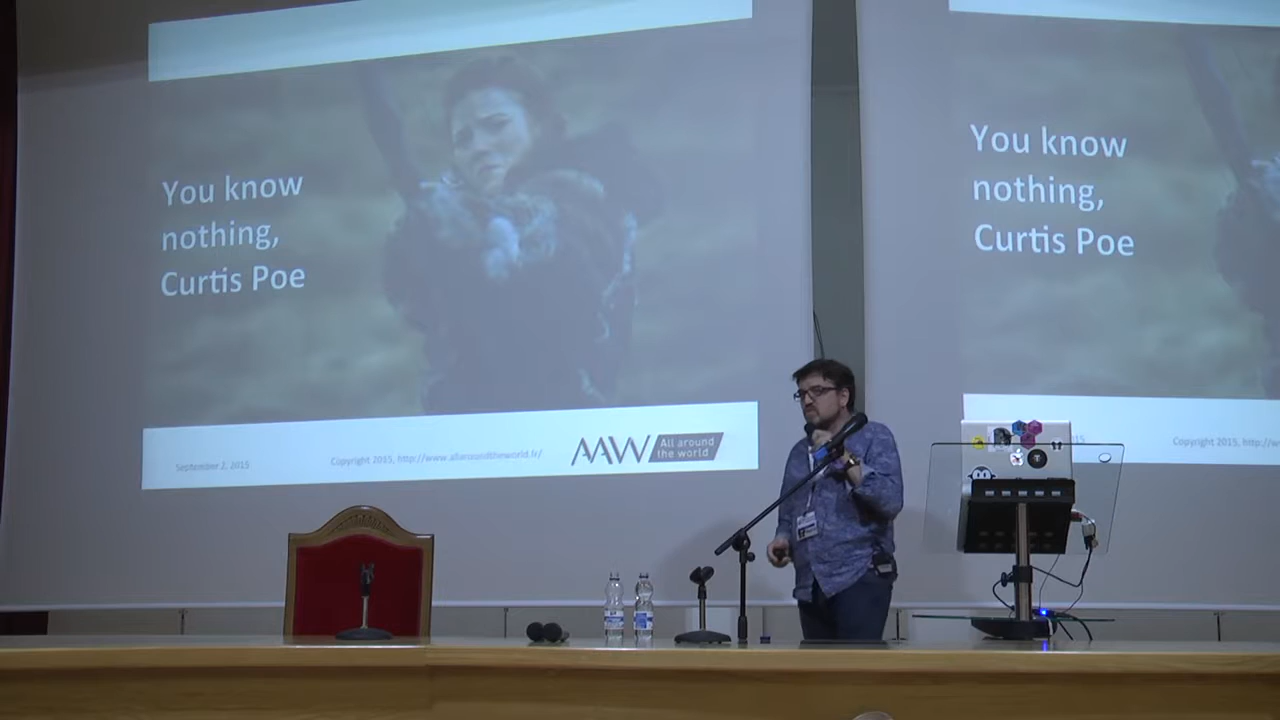 You know
nothing,
Curtis Poe
September 2, 2015
Copyright 2015, http://www.allaroundtheworld.fr/
AAW All around
the world
You know
nothing,
Curtis Poe
2015
Copyright 2015, http://w